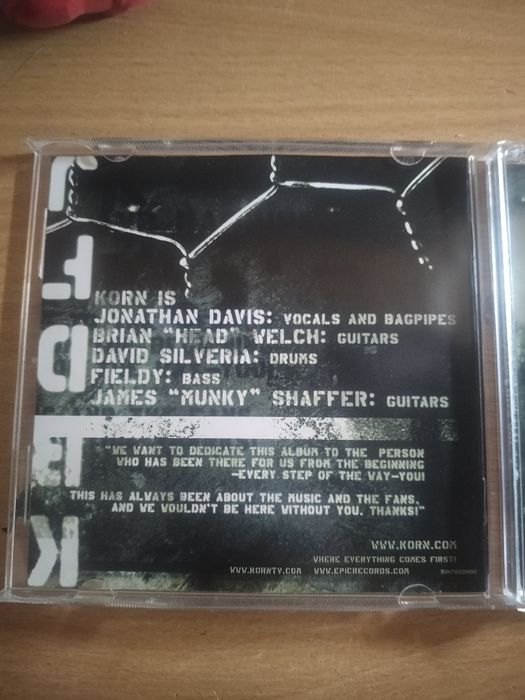 KORN IS
JONATHAN DAVIS: VOCALS AND BAGPIPES
BRIAN "HEAD" WELCH: GUITARS
DAVID SILVERIA: DRUMS
FIELDY: BASS
JAMES "MUNKY" SHAFFER: GUITARS
"WE WANT TO DEDICATE THIS ALBUM TO THE PERSON
WHO HAS BEEN THERE FOR US FROM THE BEGINNING
-EVERY STEP OF THE WAY-YOU!
THIS HAS ALWAYS BEEN ABOUT THE MUSIC AND THE FANS,
AND WE WOULDN'T BE HERE WITHOUT YOU. THANKS!"
WWW.KORN.COM
WHERE EVERYTHING COMES FIRST!
WWW.KORNTV.COM WWW.EPICRECORDS.COM